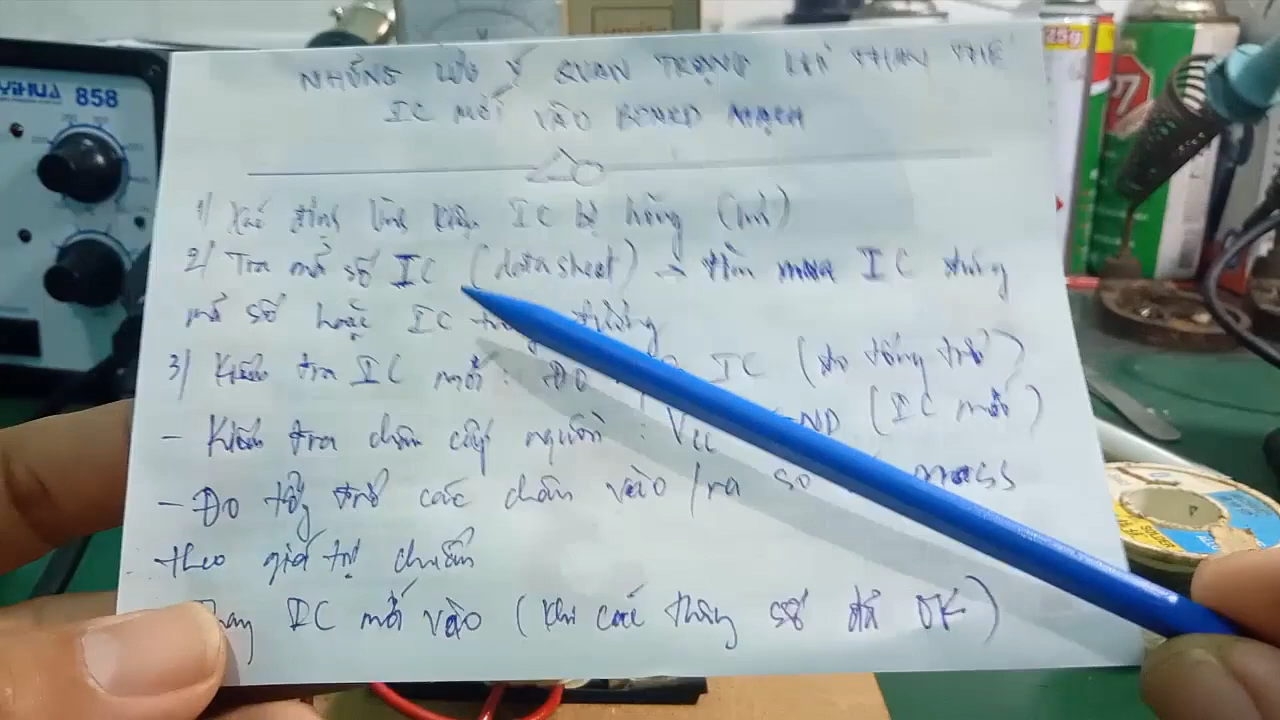 YIHUA 858
25g
NHỮNG LƯU Ý QUAN TRỌNG KHI THAY THẾ
IC MỚI VÀO BOARD MẠCH
1) Xác định linh kiện IC bị hỏng (hư)
2) Tra mã số IC (datasheet) → tìm mua IC đúng
mã số hoặc IC tương đương
3) Kiểm tra IC mới: Đo IC (đo tổng trở)
- Kiểm tra chân cấp nguồn: Vcc ND (IC mới)
- Đo tổng trở các chân vào/ra so mass
theo giá trị chuẩn
hay IC mới vào (khi các thông số đã OK)